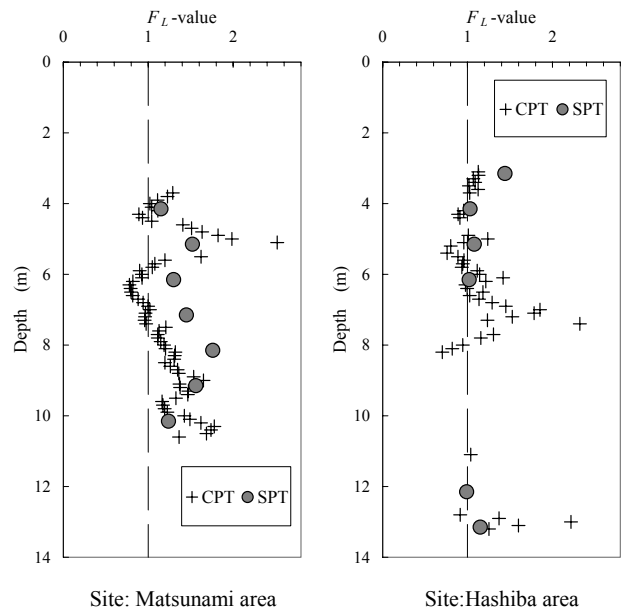 F_L-value
0 1 2
0
2
4
6
8
10
12
14
Depth (m)
CPT SPT
Site: Matsunami area
F_L-value
0 1 2
0
2
4
6
8
10
12
14
Depth (m)
CPT SPT
Site:Hashiba area